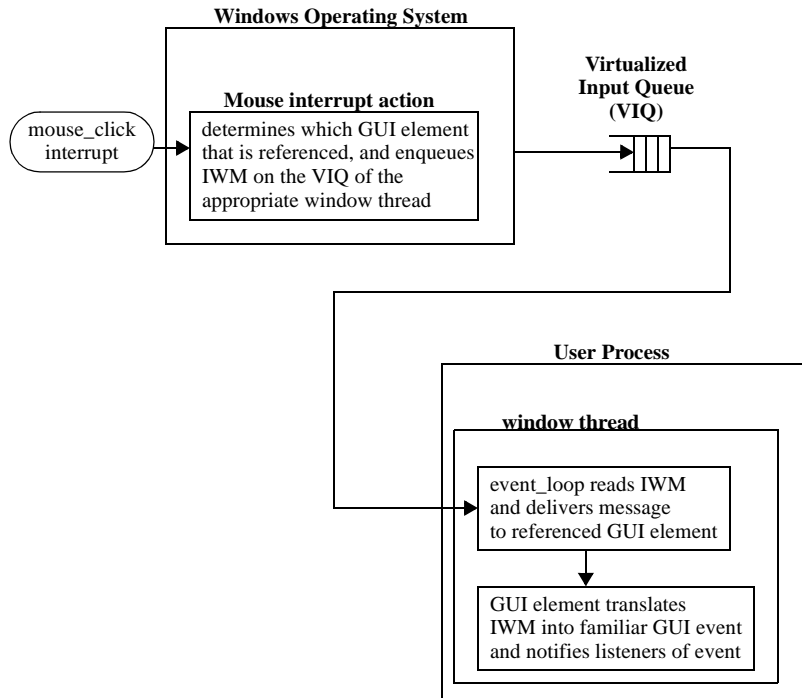 Windows Operating System
Virtualized
Input Queue
(VIQ)
Mouse interrupt action
mouse_click
interrupt
determines which GUI element
that is referenced, and enqueues
IWM on the VIQ of the
appropriate window thread
User Process
window thread
event_loop reads IWM
and delivers message
to referenced GUI element
GUI element translates
IWM into familiar GUI event
and notifies listeners of event